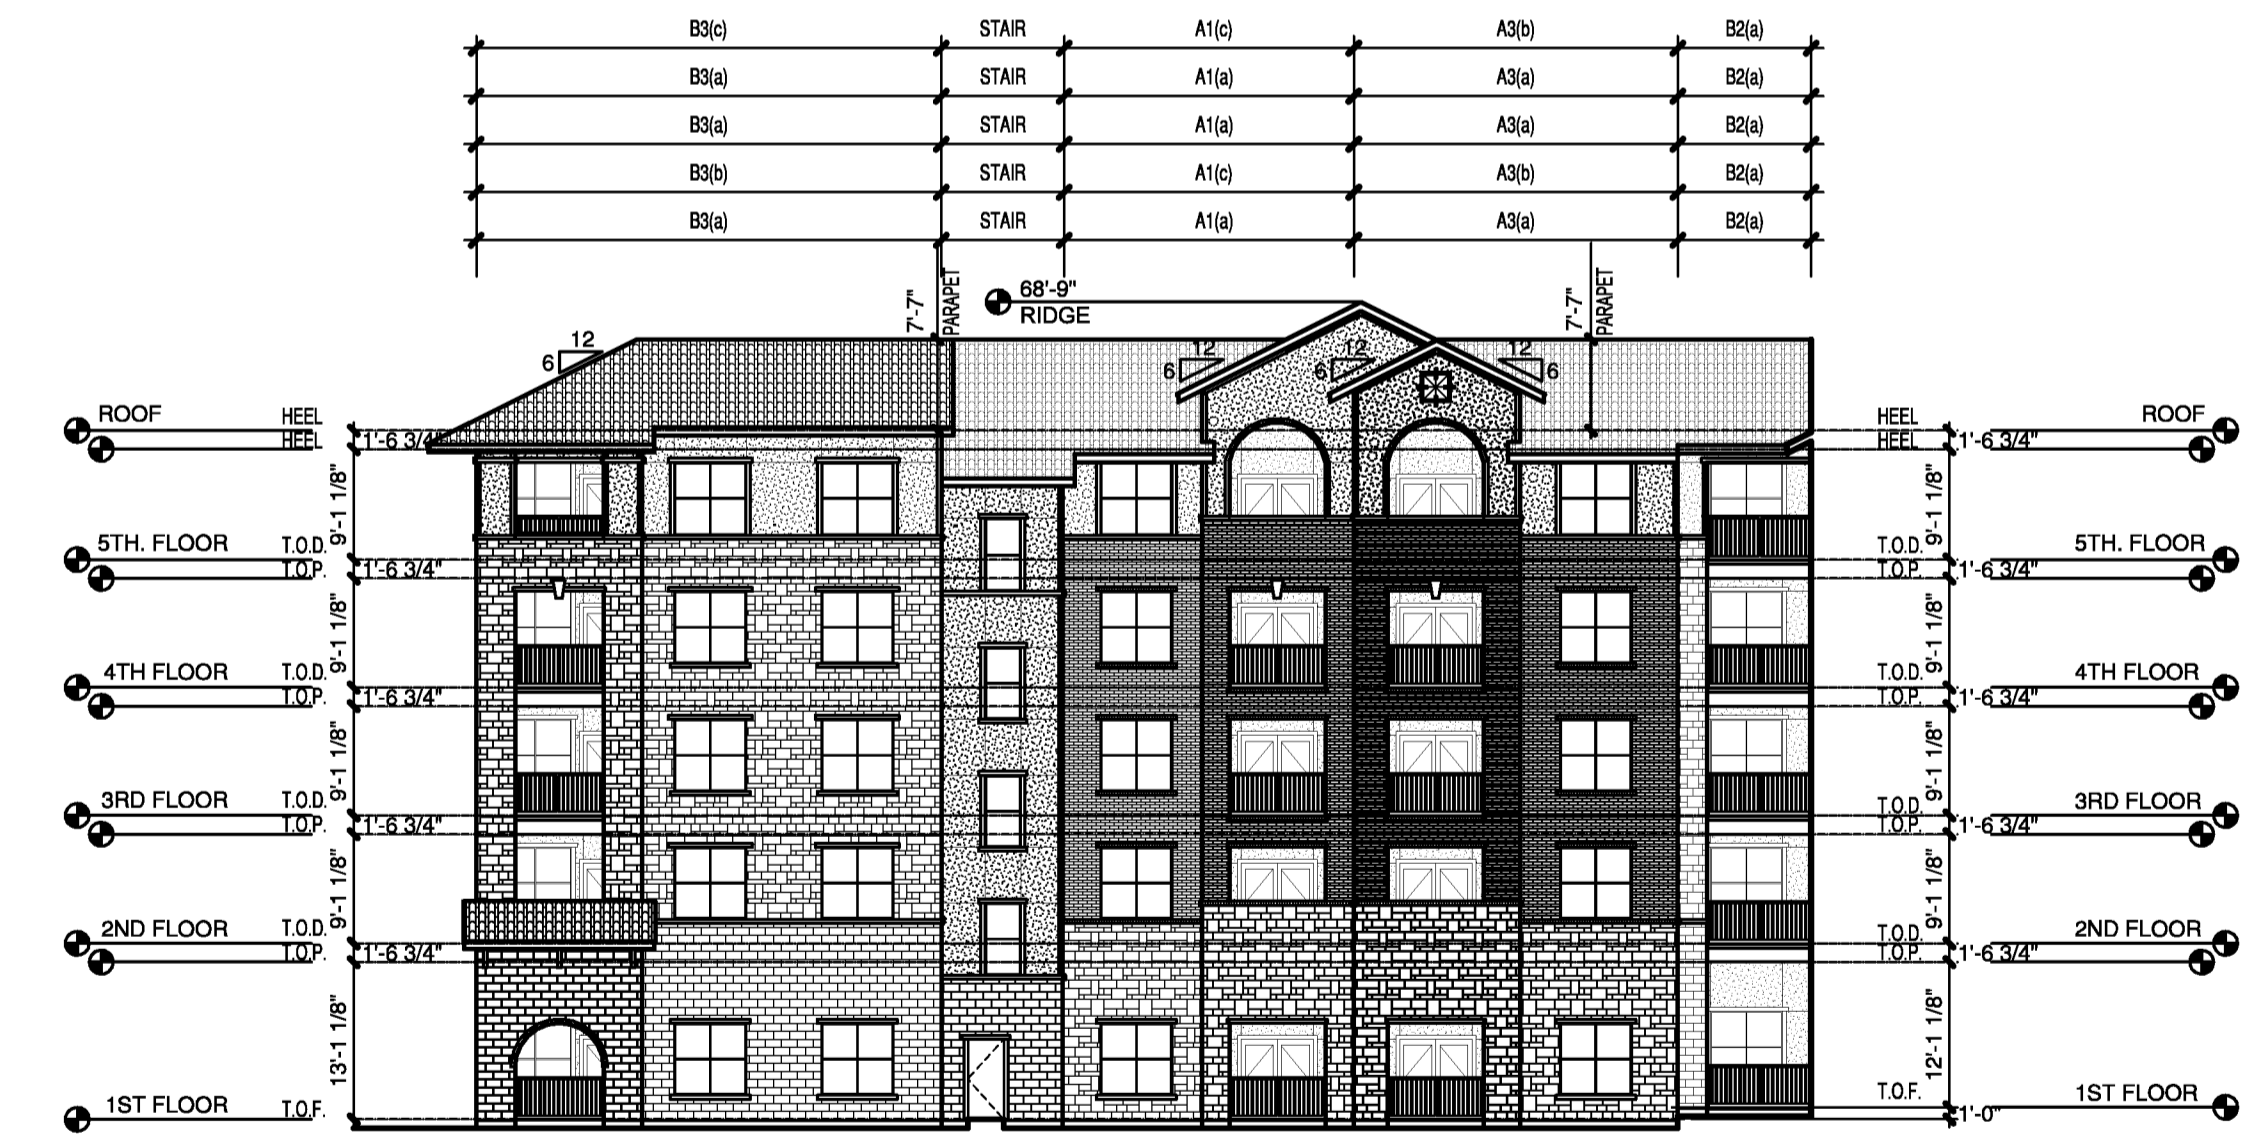 B3(c) STAIR A1(c) A3(b) B2(a)
B3(a) STAIR A1(a) A3(a) B2(a)
B3(a) STAIR A1(a) A3(a) B2(a)
B3(b) STAIR A1(c) A3(b) B2(a)
B3(a) STAIR A1(a) A3(a) B2(a)
7'-7"
PARAPET
68'-9"
RIDGE
7'-7"
PARAPET
12
6
12
6
12
6
12
6
ROOF HEEL
HEEL 1'-6 3/4"
9'-1 1/8"
5TH. FLOOR T.O.D.
T.O.P. 1'-6 3/4"
9'-1 1/8"
4TH FLOOR T.O.D.
T.O.P. 1'-6 3/4"
9'-1 1/8"
3RD FLOOR T.O.D.
T.O.P. 1'-6 3/4"
9'-1 1/8"
2ND FLOOR T.O.D.
T.O.P. 1'-6 3/4"
13'-1 1/8"
1ST FLOOR T.O.F.
HEEL ROOF
HEEL 1'-6 3/4"
9'-1 1/8"
T.O.D. 5TH. FLOOR
T.O.P. 1'-6 3/4"
9'-1 1/8"
T.O.D. 4TH FLOOR
T.O.P. 1'-6 3/4"
9'-1 1/8"
T.O.D. 3RD FLOOR
T.O.P. 1'-6 3/4"
9'-1 1/8"
T.O.D. 2ND FLOOR
T.O.P. 1'-6 3/4"
12'-1 1/8"
T.O.F. 1ST FLOOR
1'-0"